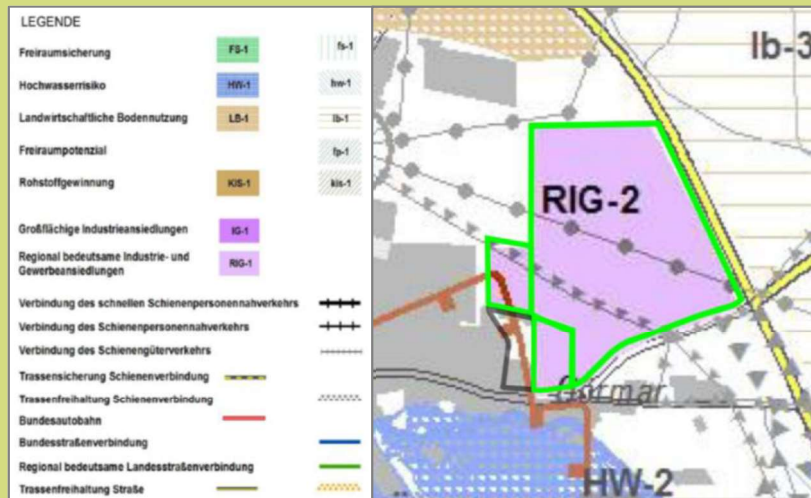 LEGENDE
Freiraumsicherung FS-1 fs-1
Hochwasserrisiko HW-1 hw-1
Landwirtschaftliche Bodennutzung LB-1 lb-1
Freiraumpotenzial fp-1
Rohstoffgewinnung KIS-1 kis-1
Großflächige Industrieansiedlungen IG-1
Regional bedeutsame Industrie- und
Gewerbeansiedlungen RIG-1
Verbindung des schnellen Schienenpersonennahverkehrs
Verbindung des Schienenpersonennahverkehrs
Verbindung des Schienengüterverkehrs
Trassensicherung Schienenverbindung
Trassenfreihaltung Schienenverbindung
Bundesautobahn
Bundesstraßenverbindung
Regional bedeutsame Landesstraßenverbindung
Trassenfreihaltung Straße
lb-3
RIG-2
Görmar
HW-2